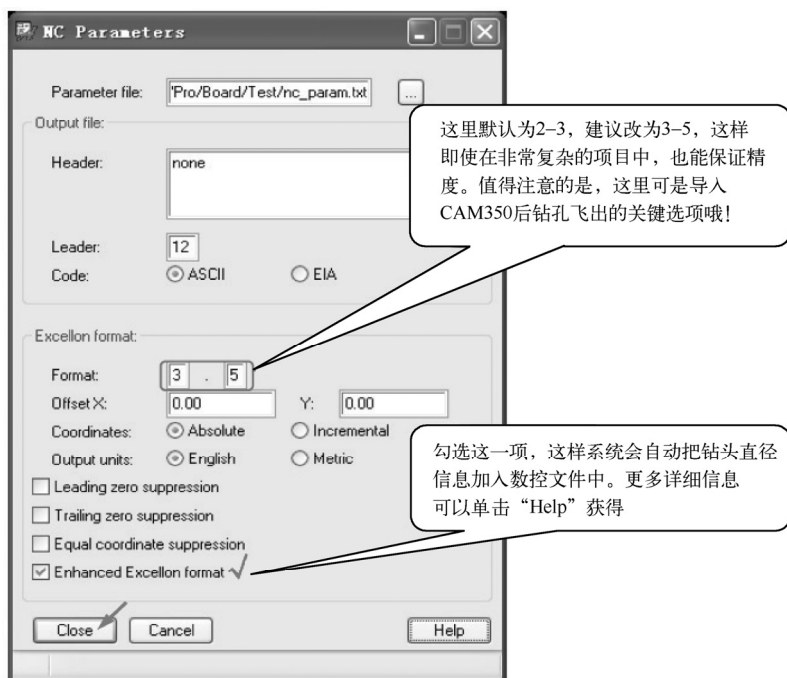 NC Parameters
Parameter file: 'Pro/Board/Test/nc_param.txt ...
Output file:
Header: none
Leader: 12
Code: ASCII EIA
这里默认为2–3，建议改为3–5，这样
即使在非常复杂的项目中，也能保证精
度。值得注意的是，这里可是导入
CAM350后钻孔飞出的关键选项哦！
Excellon format:
Format: 3 . 5
Offset X: 0.00 Y: 0.00
Coordinates: Absolute Incremental
Output units: English Metric
Leading zero suppression
Trailing zero suppression
Equal coordinate suppression
Enhanced Excellon format
勾选这一项，这样系统会自动把钻头直径
信息加入数控文件中。更多详细信息
可以单击“Help”获得
Close Cancel Help